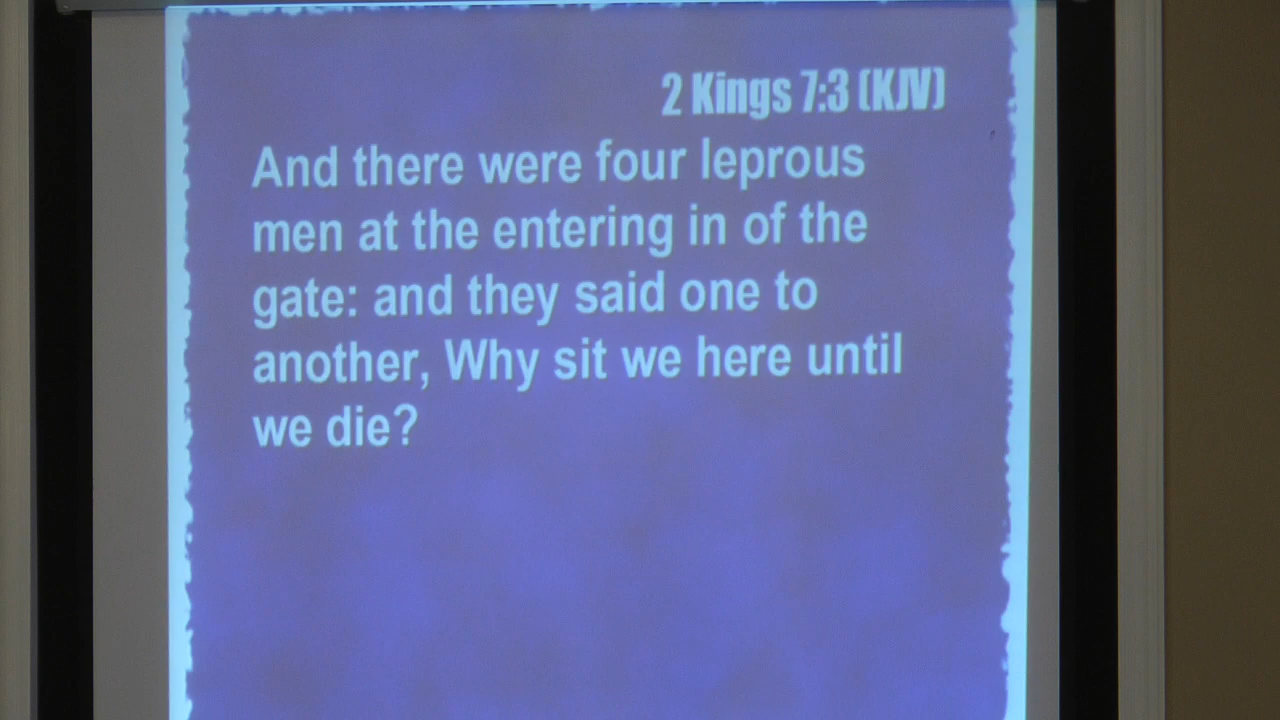 2 Kings 7:3 (KJV)
And there were four leprous
men at the entering in of the
gate: and they said one to
another, Why sit we here until
we die?